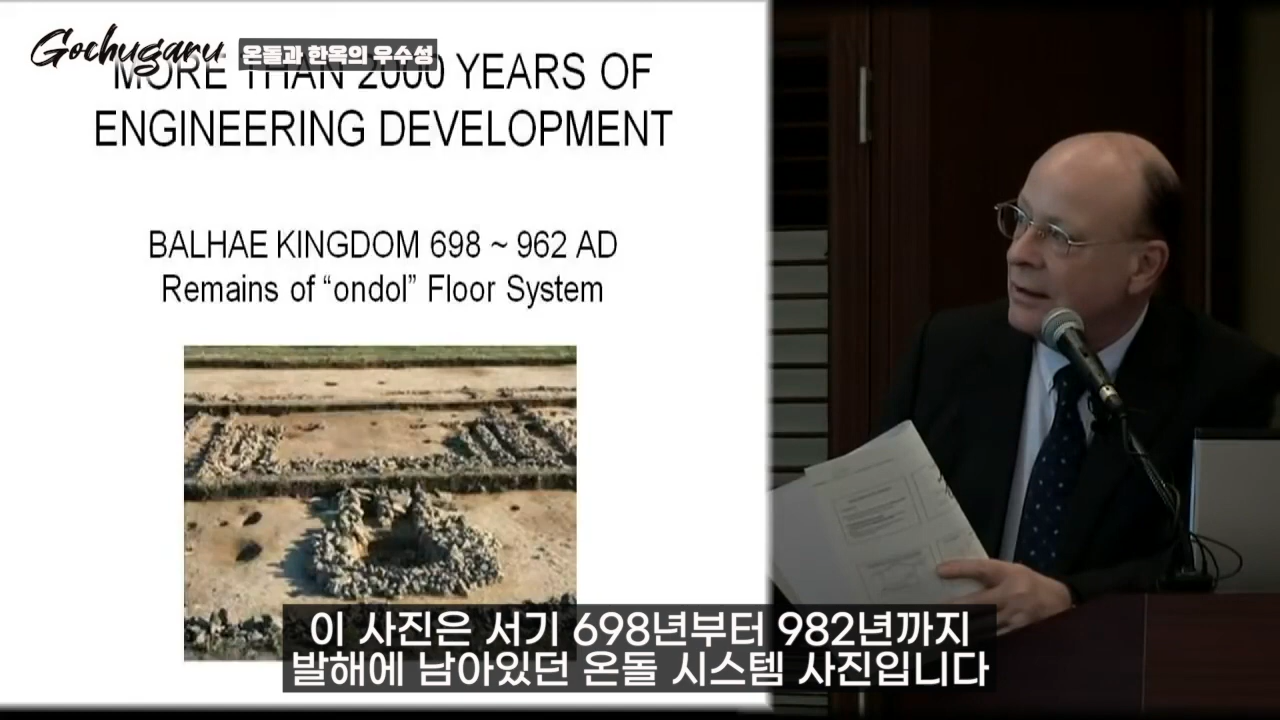 Gochugaru 온돌과 한옥의 우수성
MORE THAN 2000 YEARS OF
ENGINEERING DEVELOPMENT
BALHAE KINGDOM 698 ~ 962 AD
Remains of “ondol” Floor System
이 사진은 서기 698년부터 982년까지
발해에 남아있던 온돌 시스템 사진입니다